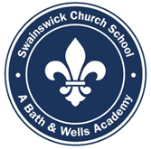 Swainswick Church School
• A Bath & Wells Academy •